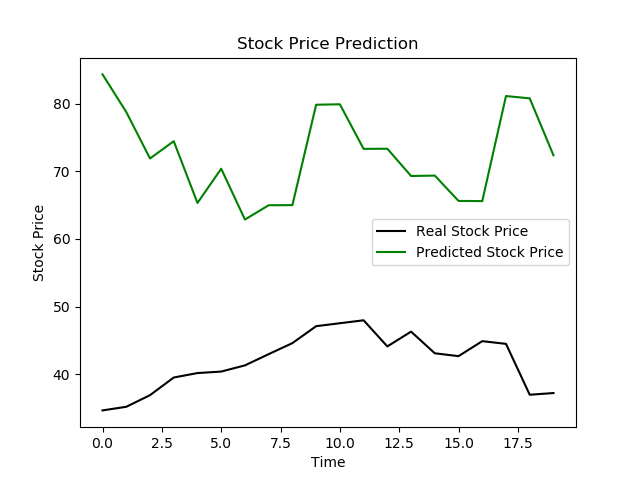 Stock Price Prediction
80
70
60
50
40
Stock Price
Real Stock Price
Predicted Stock Price
0.0 2.5 5.0 7.5 10.0 12.5 15.0 17.5
Time